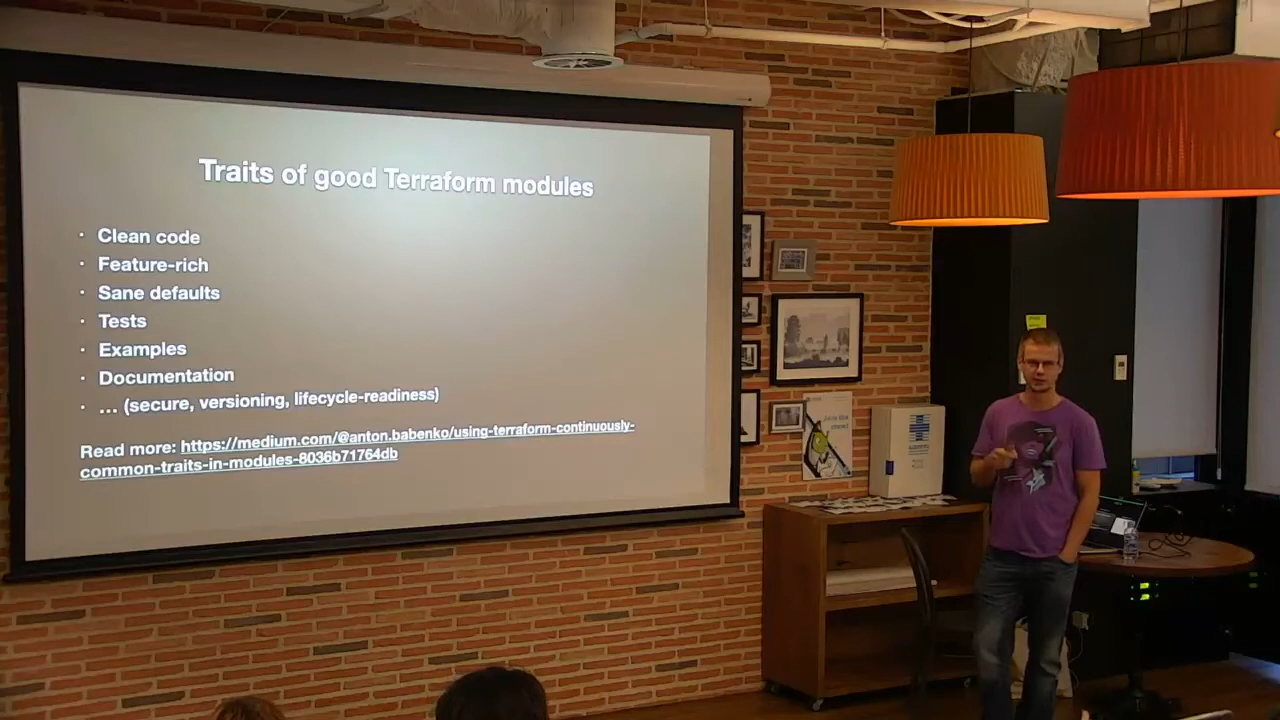 Traits of good Terraform modules
· Clean code
· Feature-rich
· Sane defaults
· Tests
· Examples
· Documentation
· … (secure, versioning, lifecycle-readiness)
Read more: https://medium.com/@anton.babenko/using-terraform-continuously-
common-traits-in-modules-8036b71764db